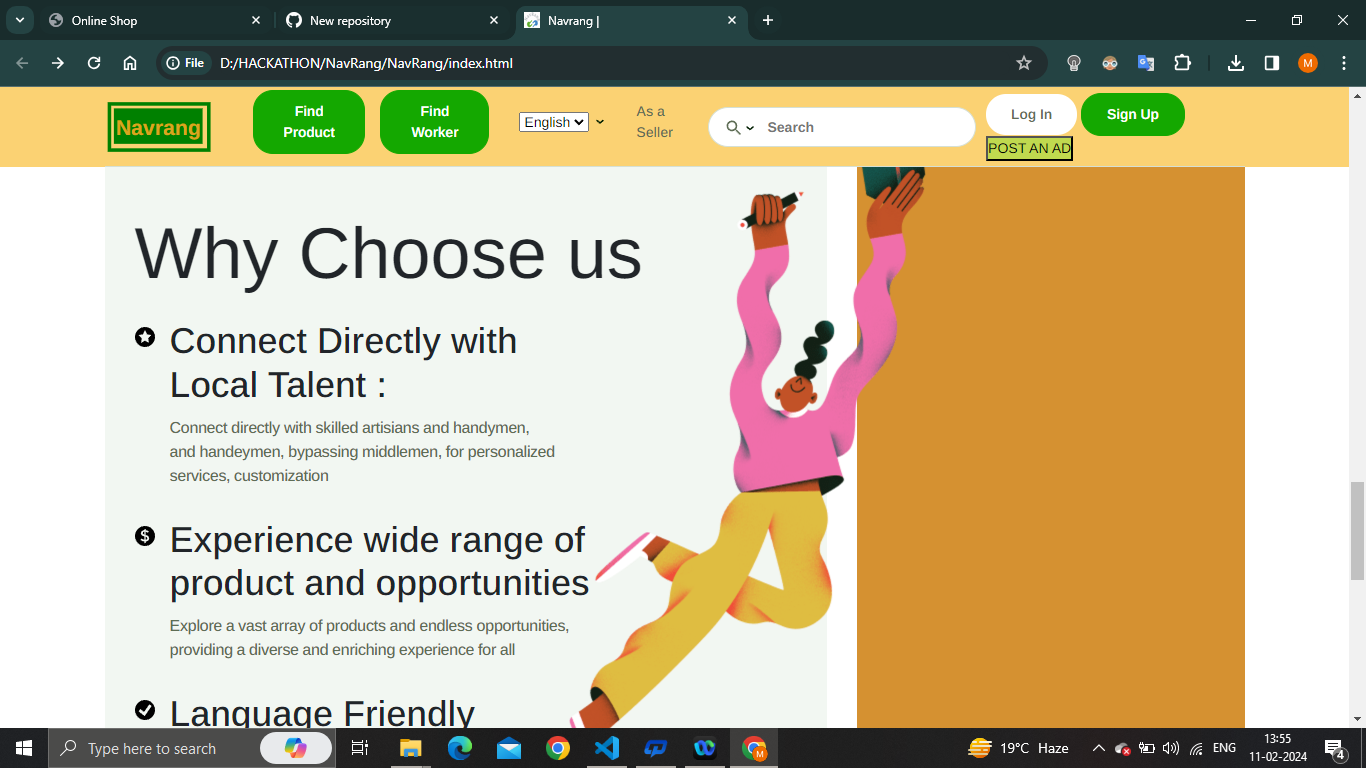 Online Shop
New repository
Navrang |
File
D:/HACKATHON/NavRang/NavRang/index.html
M
Navrang
Find
Product
Find
Worker
English
As a
Seller
Search
Log In
Sign Up
POST AN AD
Why Choose us
Connect Directly with
Local Talent :
Connect directly with skilled artisians and handymen,
and handeymen, bypassing middlemen, for personalized
services, customization
$
Experience wide range of
product and opportunities
Explore a vast array of products and endless opportunities,
providing a diverse and enriching experience for all
Language Friendly
Type here to search
M
19°C Haze
ENG
13:55
11-02-2024
4